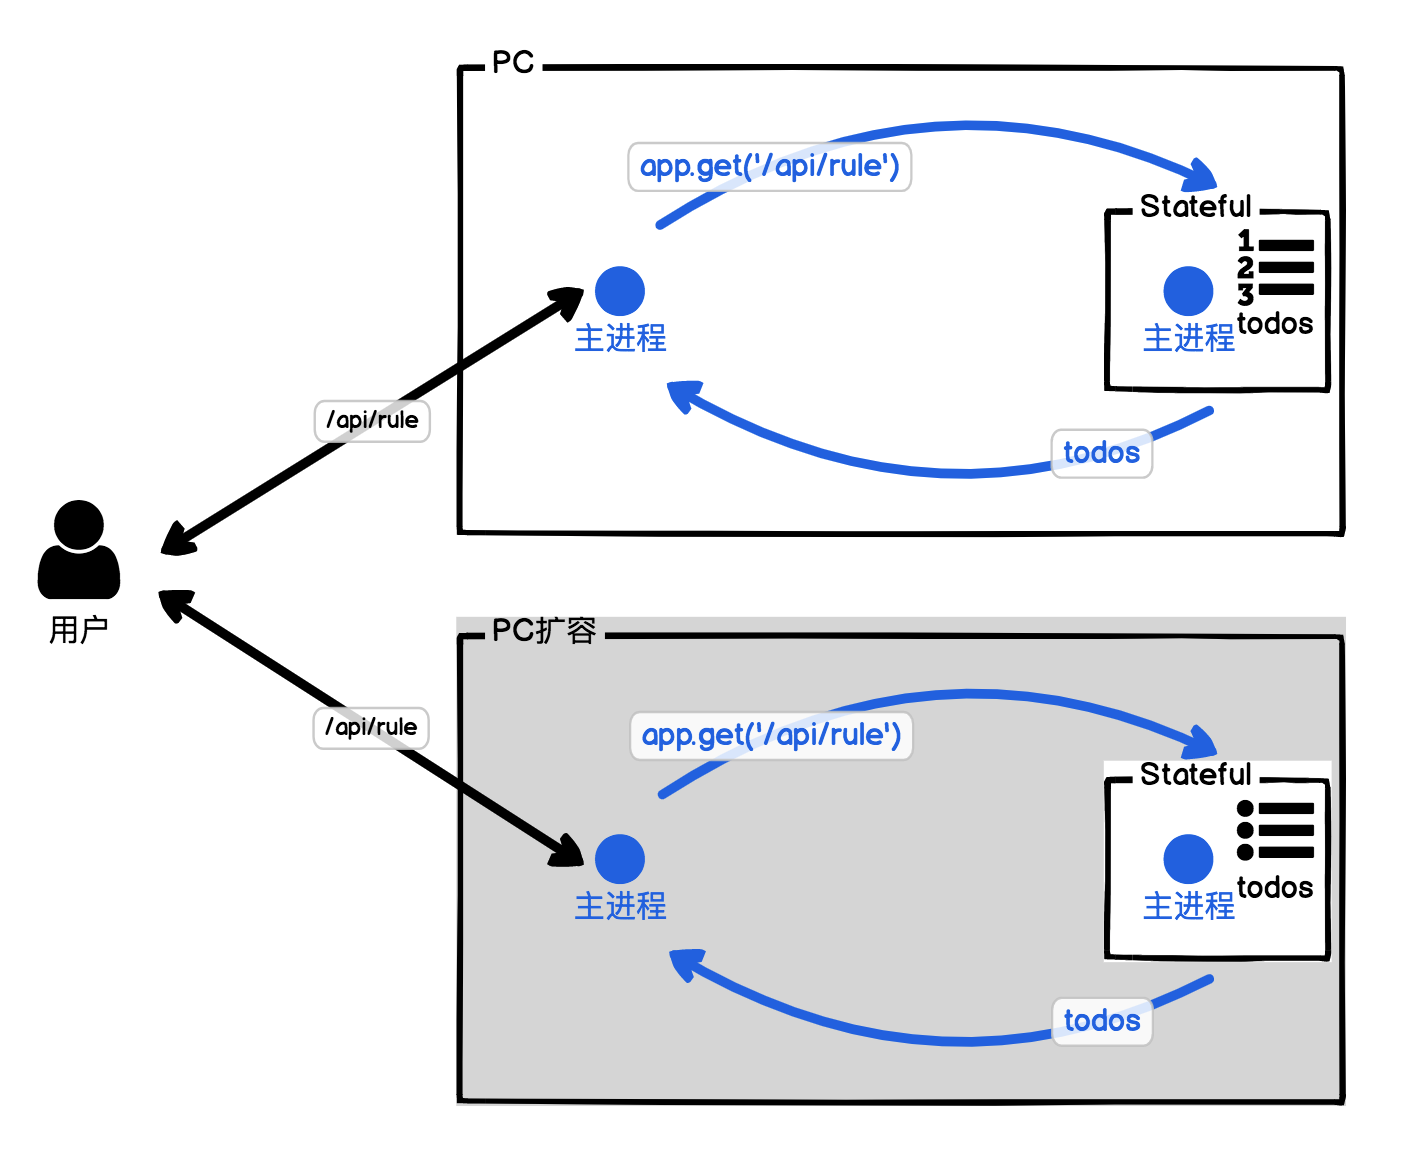 PC
app.get('/api/rule')
Stateful
1
2
3
todos
主进程
主进程
/api/rule
todos
用户
PC扩容
/api/rule
app.get('/api/rule')
Stateful
todos
主进程
主进程
todos